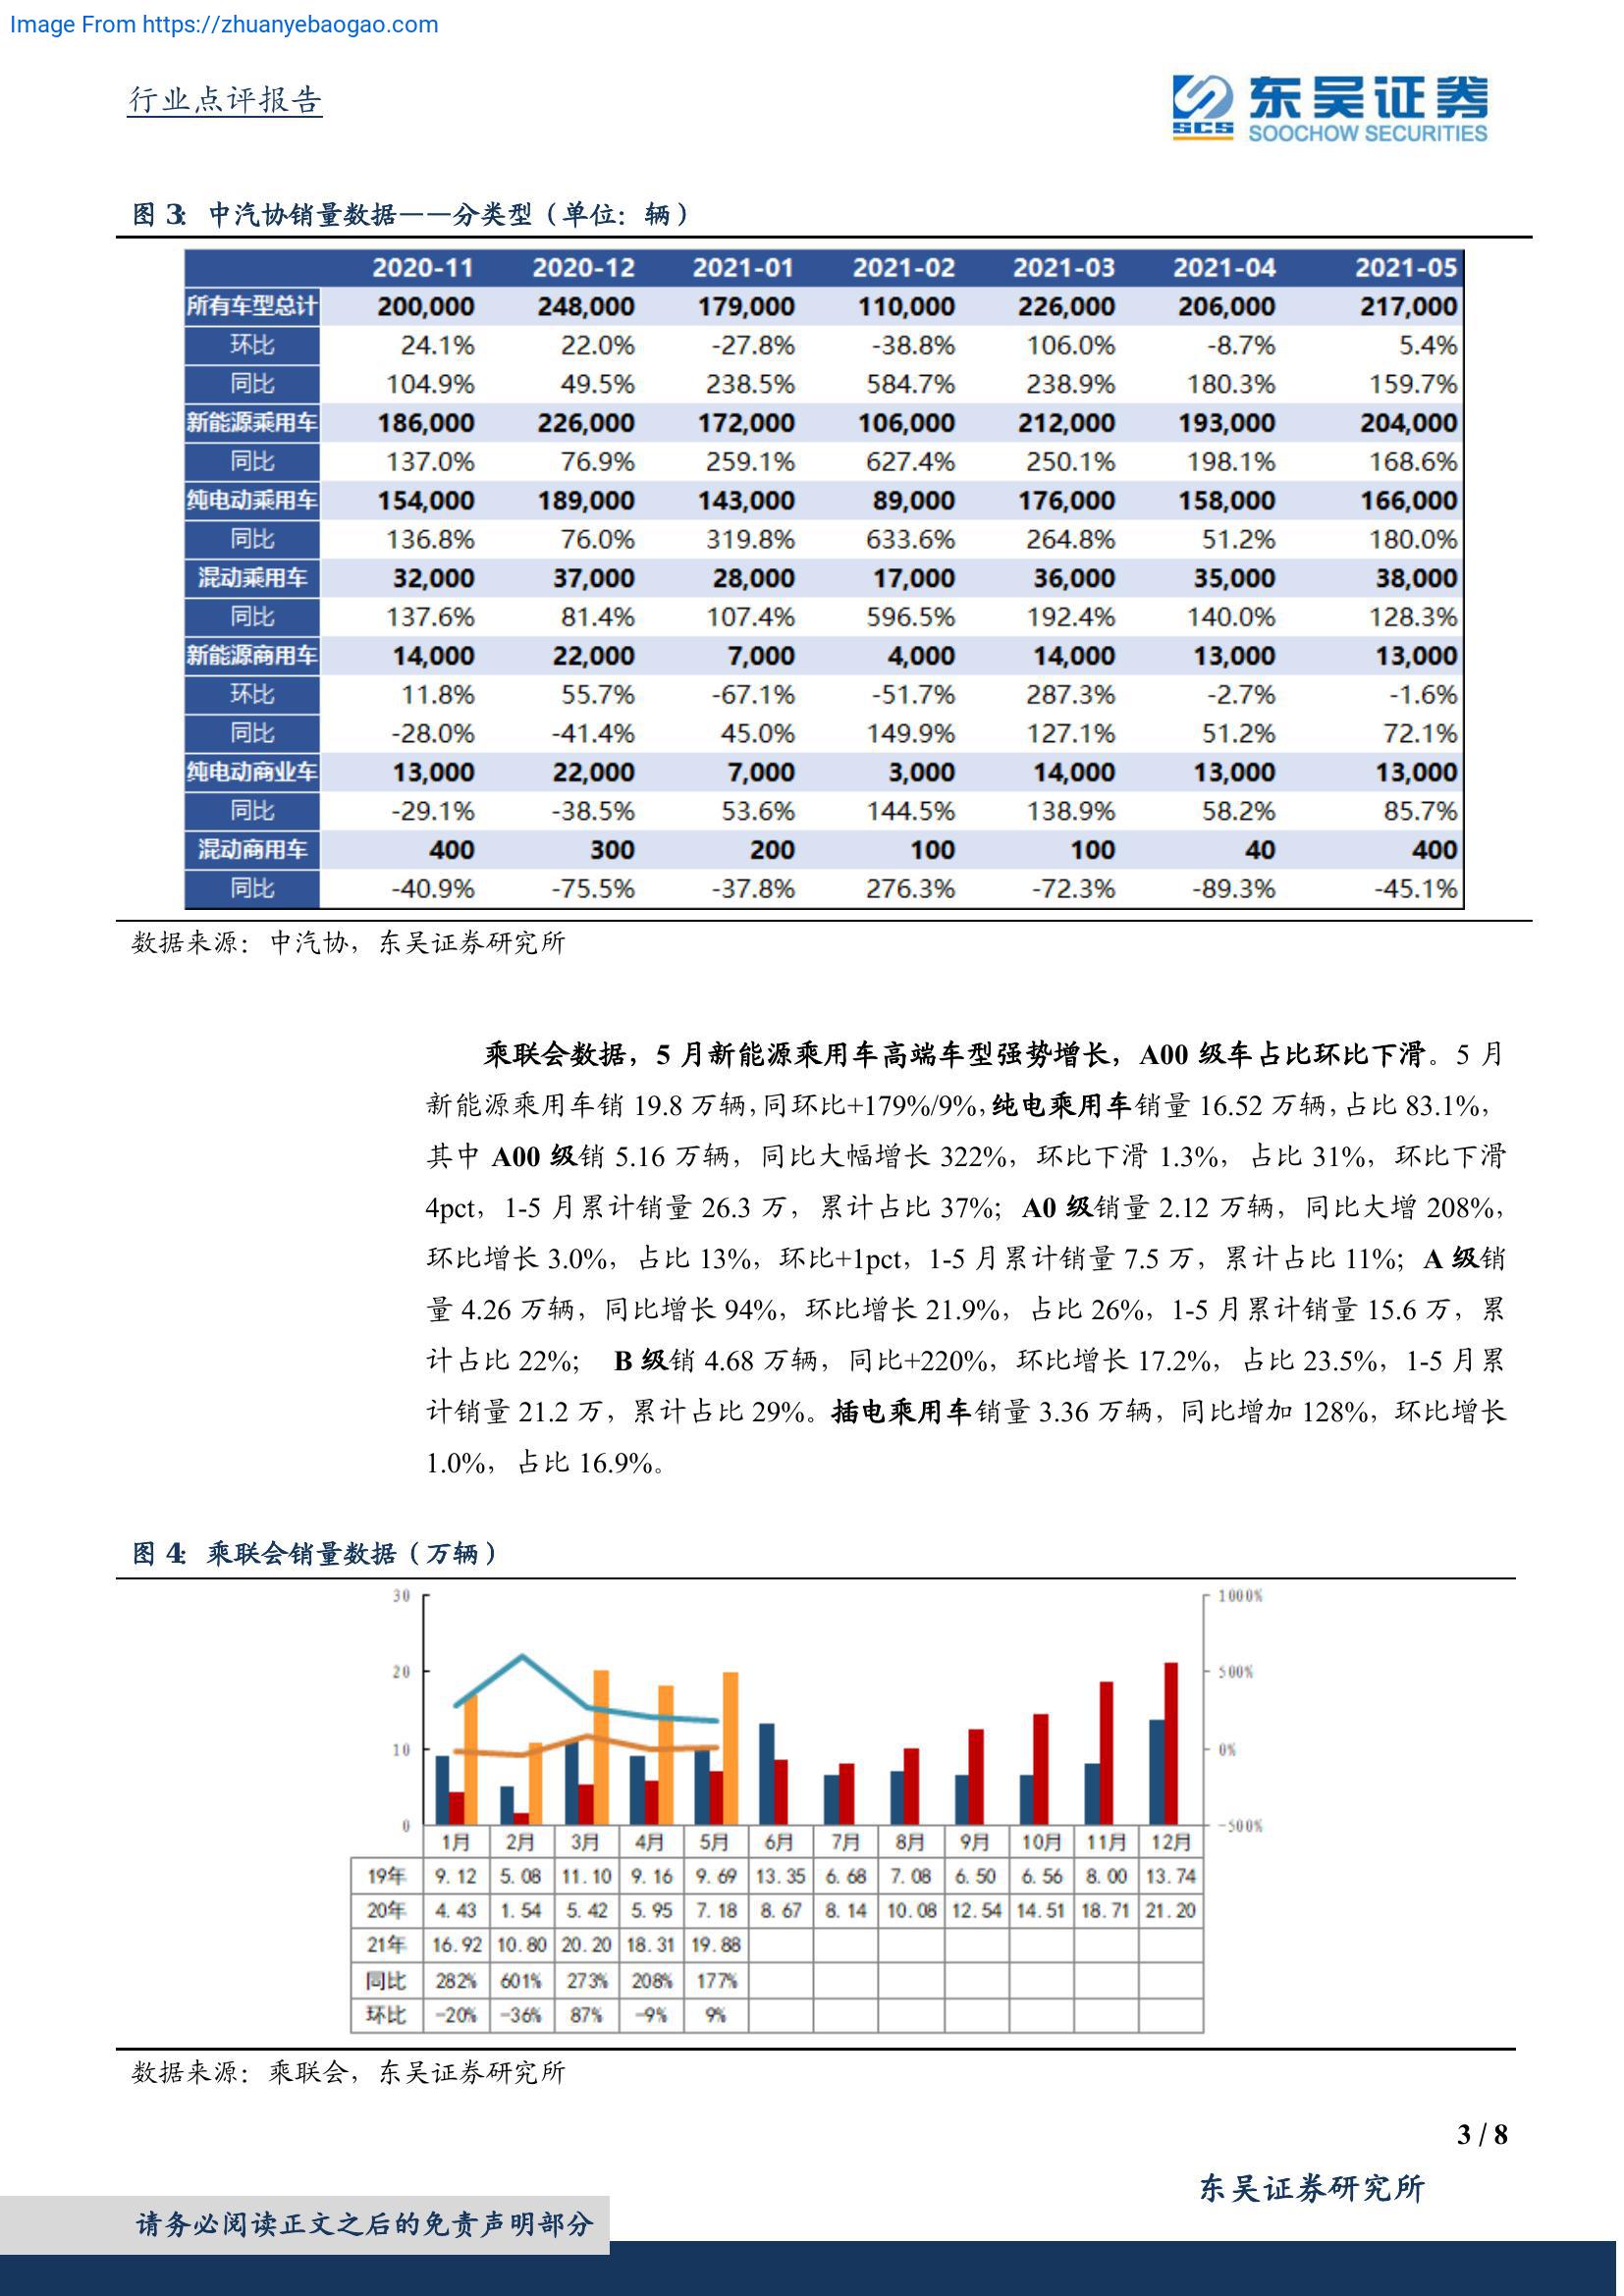 Image From https://zhuanyebaogao.com
行业点评报告
SCS 东吴证券
SOOCHOW SECURITIES
图 3: 中汽协销量数据——分类型（单位：辆）
2020-11 2020-12 2021-01 2021-02 2021-03 2021-04 2021-05
所有车型总计 200,000 248,000 179,000 110,000 226,000 206,000 217,000
环比 24.1% 22.0% -27.8% -38.8% 106.0% -8.7% 5.4%
同比 104.9% 49.5% 238.5% 584.7% 238.9% 180.3% 159.7%
新能源乘用车 186,000 226,000 172,000 106,000 212,000 193,000 204,000
同比 137.0% 76.9% 259.1% 627.4% 250.1% 198.1% 168.6%
纯电动乘用车 154,000 189,000 143,000 89,000 176,000 158,000 166,000
同比 136.8% 76.0% 319.8% 633.6% 264.8% 51.2% 180.0%
混动乘用车 32,000 37,000 28,000 17,000 36,000 35,000 38,000
同比 137.6% 81.4% 107.4% 596.5% 192.4% 140.0% 128.3%
新能源商用车 14,000 22,000 7,000 4,000 14,000 13,000 13,000
环比 11.8% 55.7% -67.1% -51.7% 287.3% -2.7% -1.6%
同比 -28.0% -41.4% 45.0% 149.9% 127.1% 51.2% 72.1%
纯电动商业车 13,000 22,000 7,000 3,000 14,000 13,000 13,000
同比 -29.1% -38.5% 53.6% 144.5% 138.9% 58.2% 85.7%
混动商用车 400 300 200 100 100 40 400
同比 -40.9% -75.5% -37.8% 276.3% -72.3% -89.3% -45.1%
数据来源：中汽协，东吴证券研究所
乘联会数据，5 月新能源乘用车高端车型强势增长，A00 级车占比环比下滑。5 月
新能源乘用车销 19.8 万辆，同环比+179%/9%，纯电乘用车销量 16.52 万辆，占比 83.1%，
其中 A00 级销 5.16 万辆，同比大幅增长 322%，环比下滑 1.3%，占比 31%，环比下滑
4pct，1-5 月累计销量 26.3 万，累计占比 37%；A0 级销量 2.12 万辆，同比大增 208%，
环比增长 3.0%，占比 13%，环比+1pct，1-5 月累计销量 7.5 万，累计占比 11%；A 级销
量 4.26 万辆，同比增长 94%，环比增长 21.9%，占比 26%，1-5 月累计销量 15.6 万，累
计占比 22%； B 级销 4.68 万辆，同比+220%，环比增长 17.2%，占比 23.5%，1-5 月累
计销量 21.2 万，累计占比 29%。插电乘用车销量 3.36 万辆，同比增加 128%，环比增长
1.0%，占比 16.9%。
图 4: 乘联会销量数据（万辆）
30 1000%
20 500%
10 0%
0 -500%
1月 2月 3月 4月 5月 6月 7月 8月 9月 10月 11月 12月
19年 9.12 5.08 11.10 9.16 9.69 13.35 6.68 7.08 6.50 6.56 8.00 13.74
20年 4.43 1.54 5.42 5.95 7.18 8.67 8.14 10.08 12.54 14.51 18.71 21.20
21年 16.92 10.80 20.20 18.31 19.88
同比 282% 601% 273% 208% 177%
环比 -20% -36% 87% -9% 9%
数据来源：乘联会，东吴证券研究所
3 / 8
东吴证券研究所
请务必阅读正文之后的免责声明部分